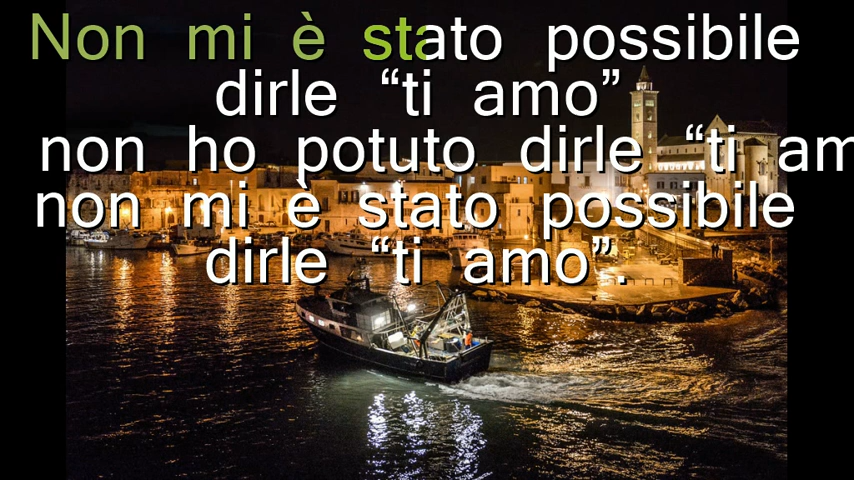 Non mi è stato possibile
dirle “ti amo”
non ho potuto dirle “ti am
non mi è stato possibile
dirle “ti amo”.